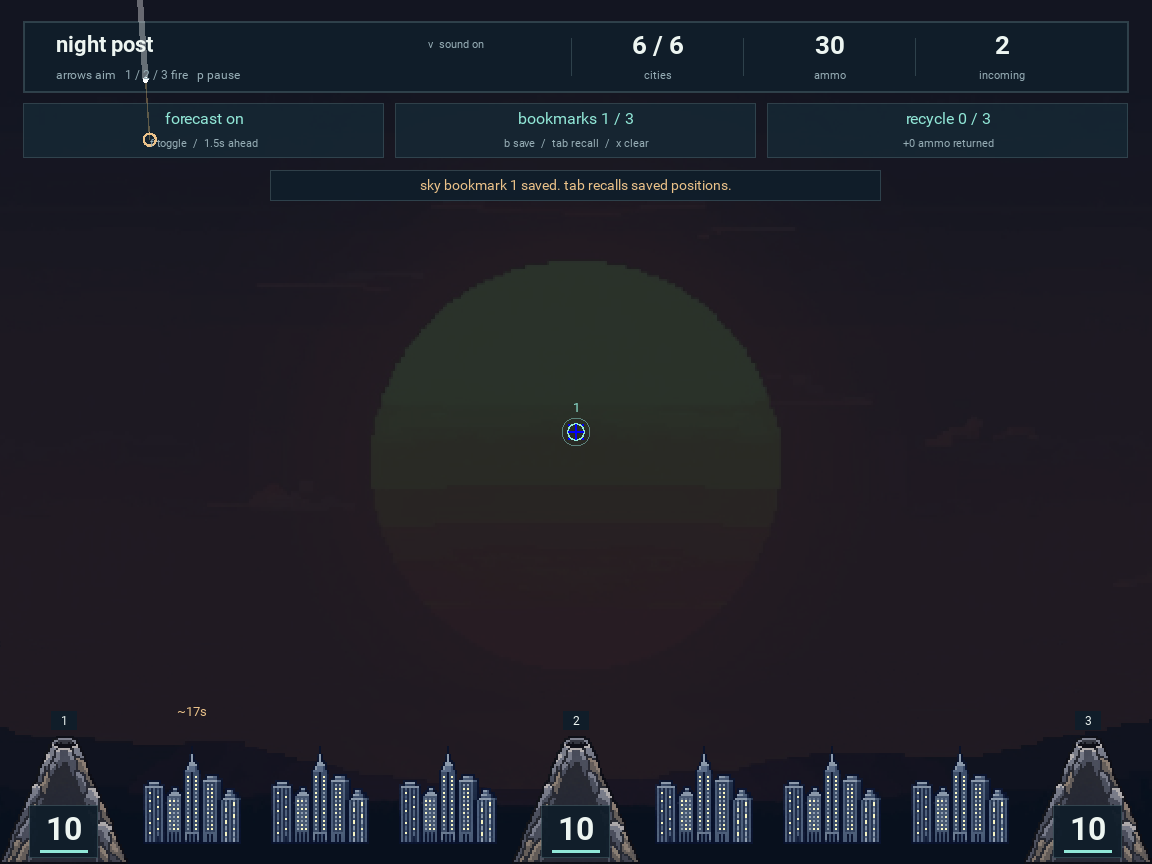 night post
v sound on
6 / 6
30
2
arrows aim 1 / 2 / 3 fire p pause
cities
ammo
incoming
forecast on
bookmarks 1 / 3
recycle 0 / 3
toggle / 1.5s ahead
b save / tab recall / x clear
+0 ammo returned
sky bookmark 1 saved. tab recalls saved positions.
1
~17s
1
2
3
10
10
10